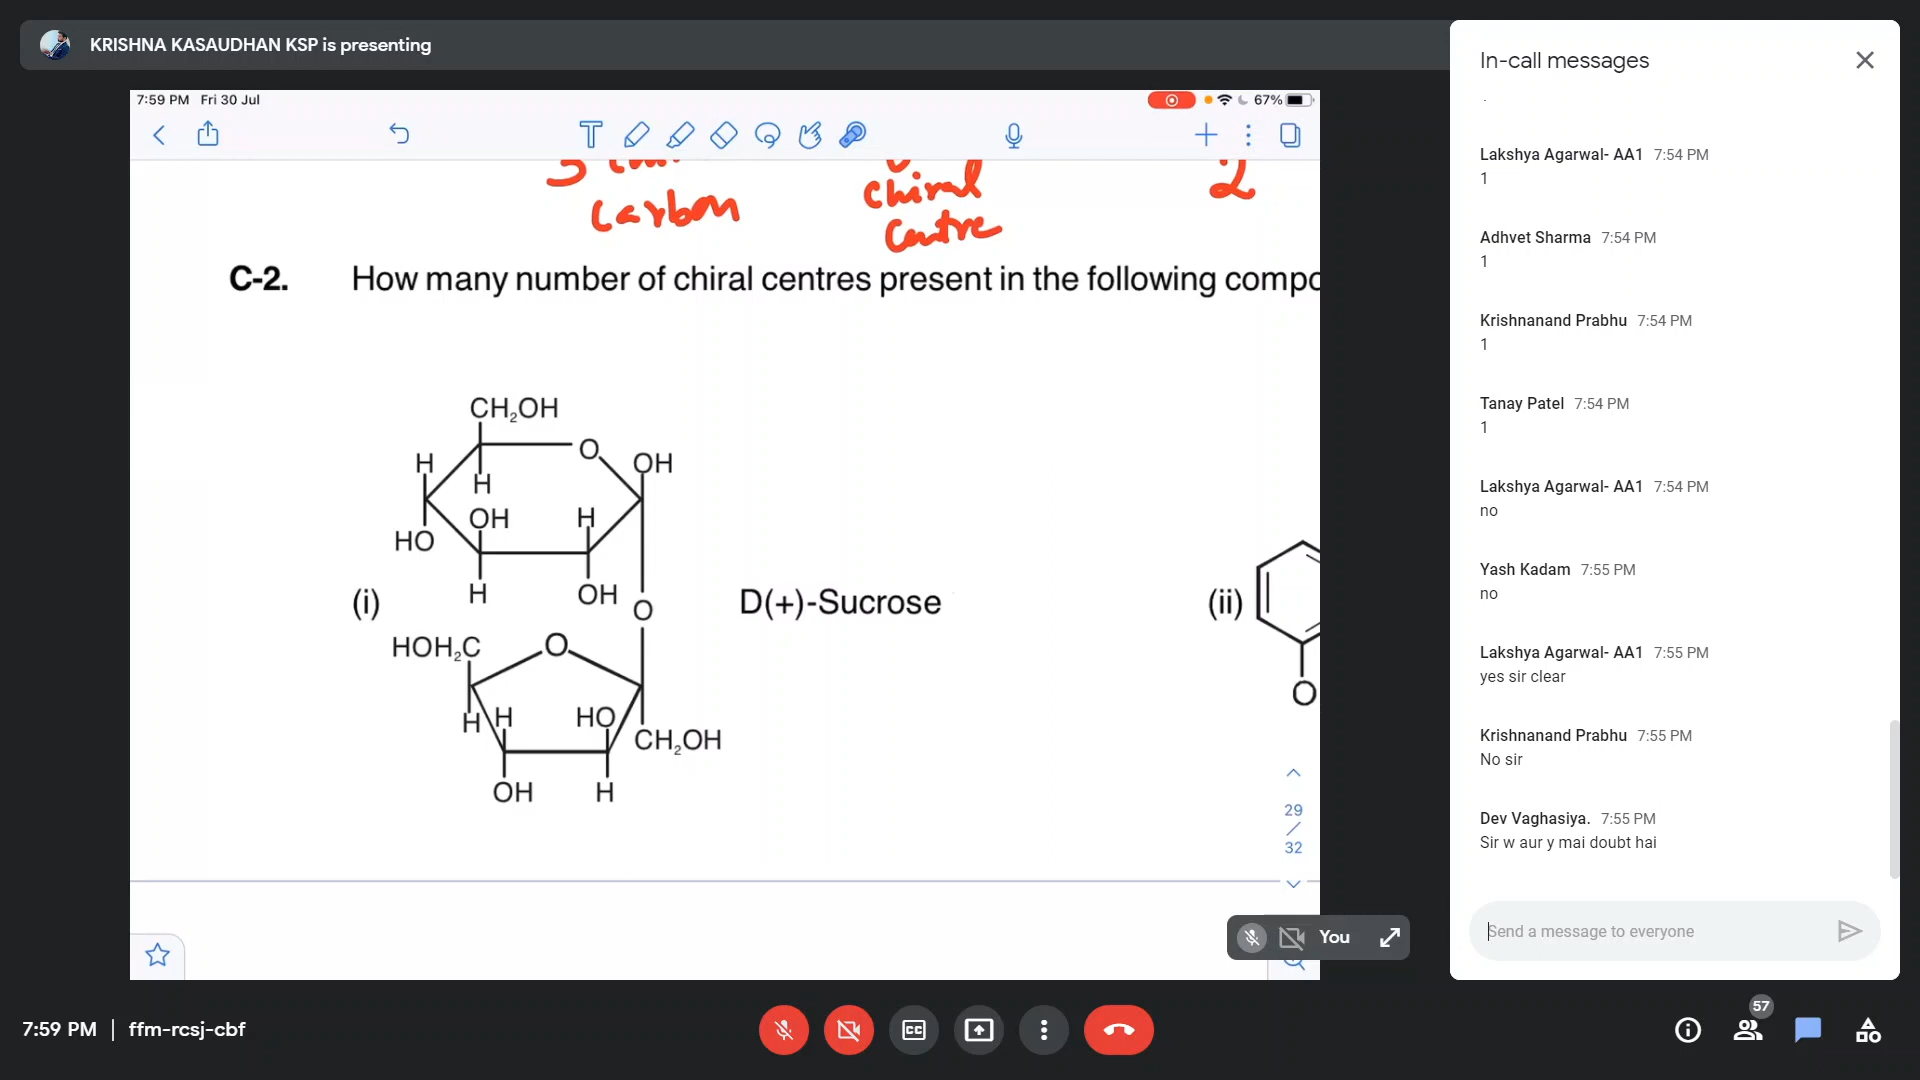 KRISHNA KASAUDHAN KSP is presenting
7:59 PM Fri 30 Jul
67%
carbon
chiral
centre
2
C-2. How many number of chiral centres present in the following compo
CH₂OH
O
H
OH
H
OH
H
HO
H
OH
O
(i)
D(+)-Sucrose
(ii)
HOH₂C
O
O
H
H
HO
CH₂OH
OH
H
29
/
32
You
In-call messages
Lakshya Agarwal- AA1 7:54 PM
1
Adhvet Sharma 7:54 PM
1
Krishnanand Prabhu 7:54 PM
1
Tanay Patel 7:54 PM
1
Lakshya Agarwal- AA1 7:54 PM
no
Yash Kadam 7:55 PM
no
Lakshya Agarwal- AA1 7:55 PM
yes sir clear
Krishnanand Prabhu 7:55 PM
No sir
Dev Vaghasiya. 7:55 PM
Sir w aur y mai doubt hai
Send a message to everyone
7:59 PM | ffm-rcsj-cbf
CC
57